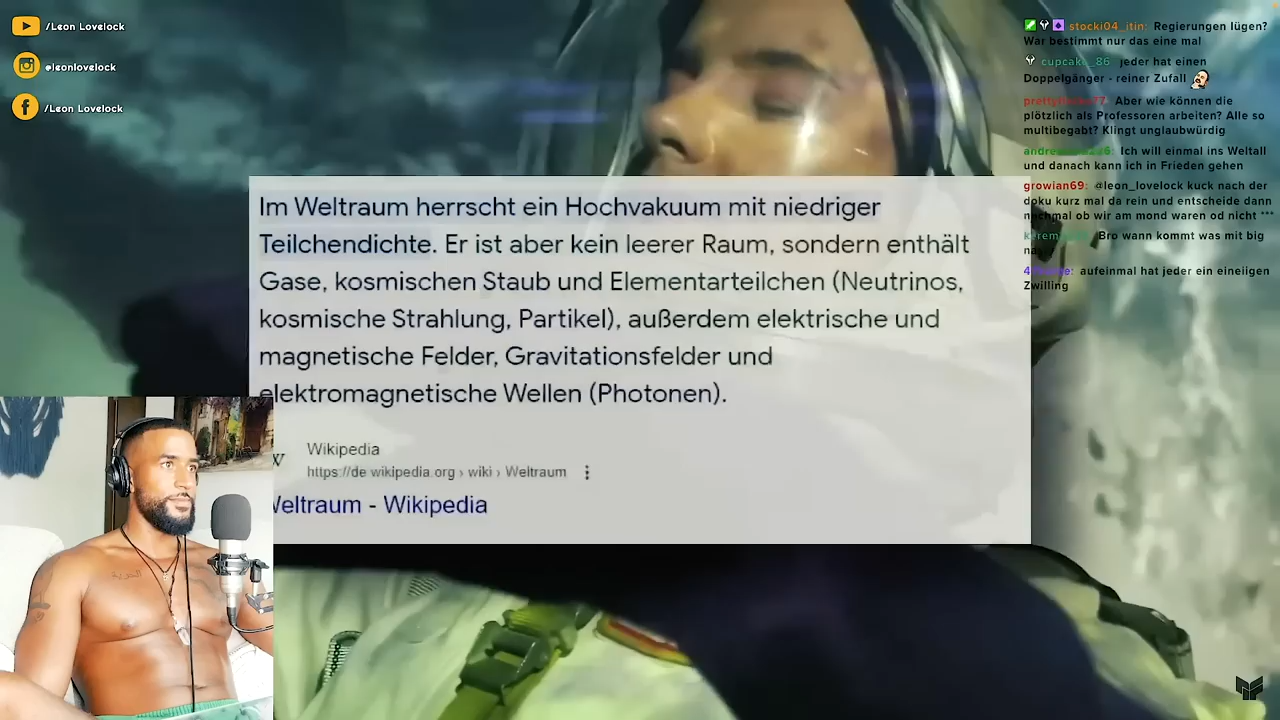 /Leon Lovelock
@leonlovelock
/Leon Lovelock
Im Weltraum herrscht ein Hochvakuum mit niedriger
Teilchendichte. Er ist aber kein leerer Raum, sondern enthält
Gase, kosmischen Staub und Elementarteilchen (Neutrinos,
kosmische Strahlung, Partikel), außerdem elektrische und
magnetische Felder, Gravitationsfelder und
elektromagnetische Wellen (Photonen).
W
Wikipedia
https://de.wikipedia.org › wiki › Weltraum
Weltraum - Wikipedia
stocki04_itin: Regierungen lügen?
War bestimmt nur das eine mal
cupcake_86: jeder hat einen
Doppelgänger - reiner Zufall
Aber wie können die
plötzlich als Professoren arbeiten? Alle so
multibegabt? Klingt unglaubwürdig
Ich will einmal ins Weltall
und danach kann ich in Frieden gehen
growian69: @leon_lovelock kuck nach der
doku kurz mal da rein und entscheide dann
nochmal ob wir am mond waren od nicht ***
Bro wann kommt was mit big
aufeinmal hat jeder ein eineiigen
Zwilling